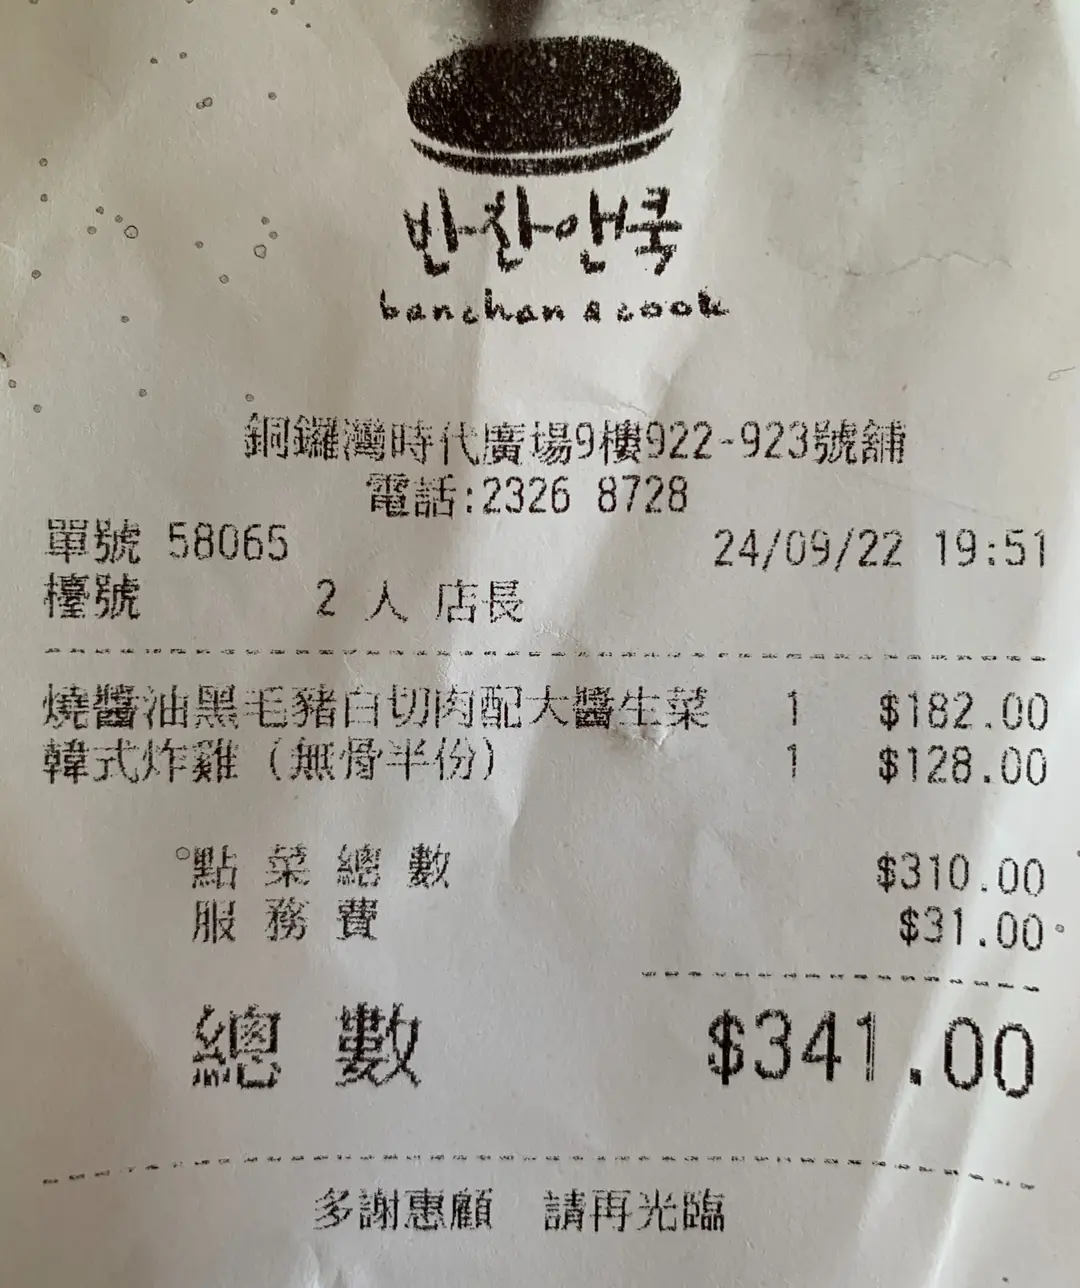 반찬앤쿡
banchan & cook
銅鑼灣時代廣場9樓922-923號舖
電話:2326 8728
單號 58065 24/09/22 19:51
檯號 2 人 店長
燒醬油黑毛豬白切肉配大醬生菜 1 $182.00
韓式炸雞(無骨半份) 1 $128.00
點菜總數 $310.00
服務費 $31.00
總數 $341.00
多謝惠顧 請再光臨